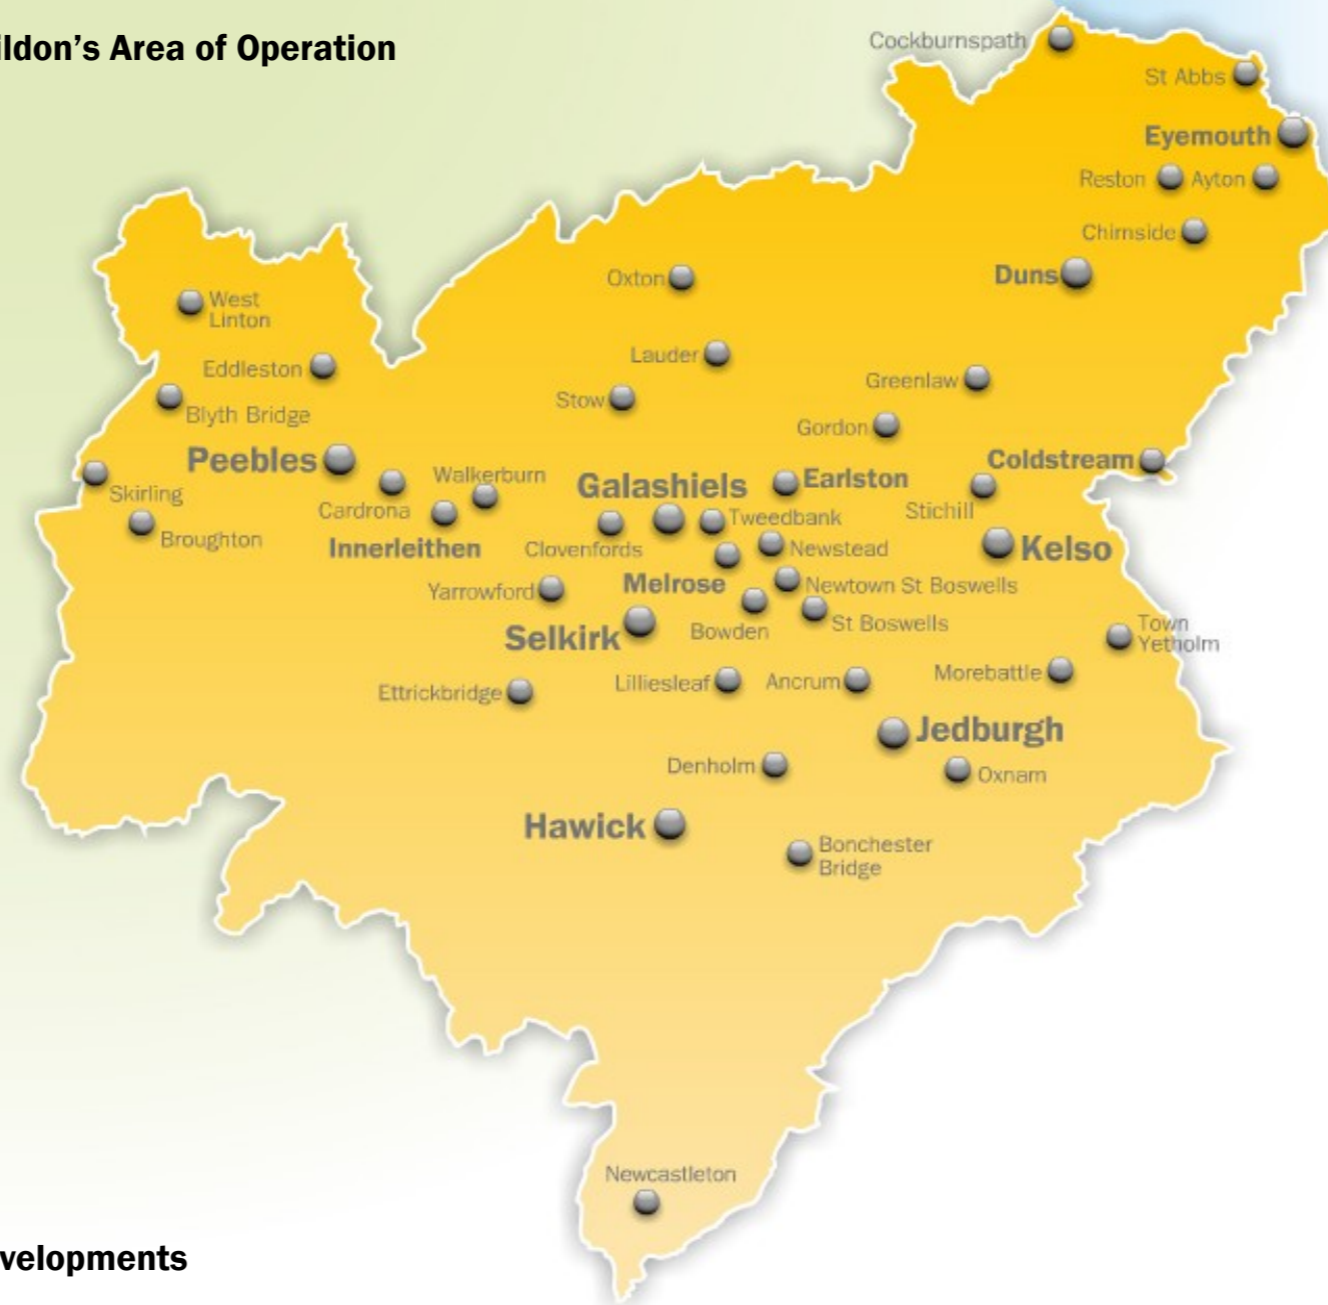 ildon's Area of Operation
Cockburnspath
St Abbs
Eyemouth
Reston
Ayton
Chirnside
Duns
Oxton
West
Linton
Lauder
Eddleston
Greenlaw
Stow
Blyth Bridge
Gordon
Peebles
Coldstream
Walkerburn
Earlston
Galashiels
Skirling
Cardrona
Stichill
Tweedbank
Broughton
Innerleithen
Clovenfords
Newstead
Kelso
Melrose
Newtown St Boswells
Yarrowford
Bowden
St Boswells
Town
Yetholm
Selkirk
Morebattle
Lilliesleaf
Ancrum
Ettrickbridge
Jedburgh
Denholm
Oxnam
Hawick
Bonchester
Bridge
Newcastleton
velopments